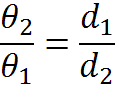 θ₂/θ₁ = d₁/d₂